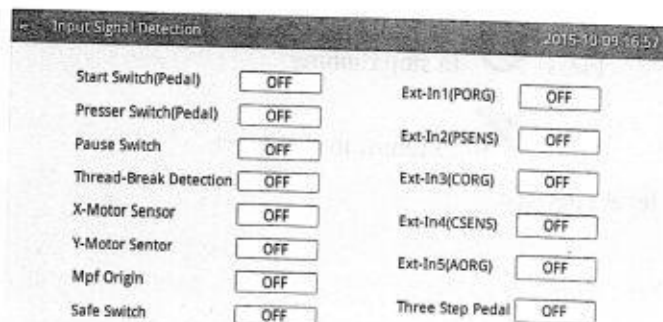 Input Signal Detection 2015-10-09 16:57
Start Switch(Pedal) OFF
Presser Switch(Pedal) OFF
Pause Switch OFF
Thread-Break Detection OFF
X-Motor Sensor OFF
Y-Motor Sentor OFF
Mpf Origin OFF
Safe Switch OFF
Ext-In1(PORG) OFF
Ext-In2(PSENS) OFF
Ext-In3(CORG) OFF
Ext-In4(CSENS) OFF
Ext-In5(AORG) OFF
Three Step Pedal OFF